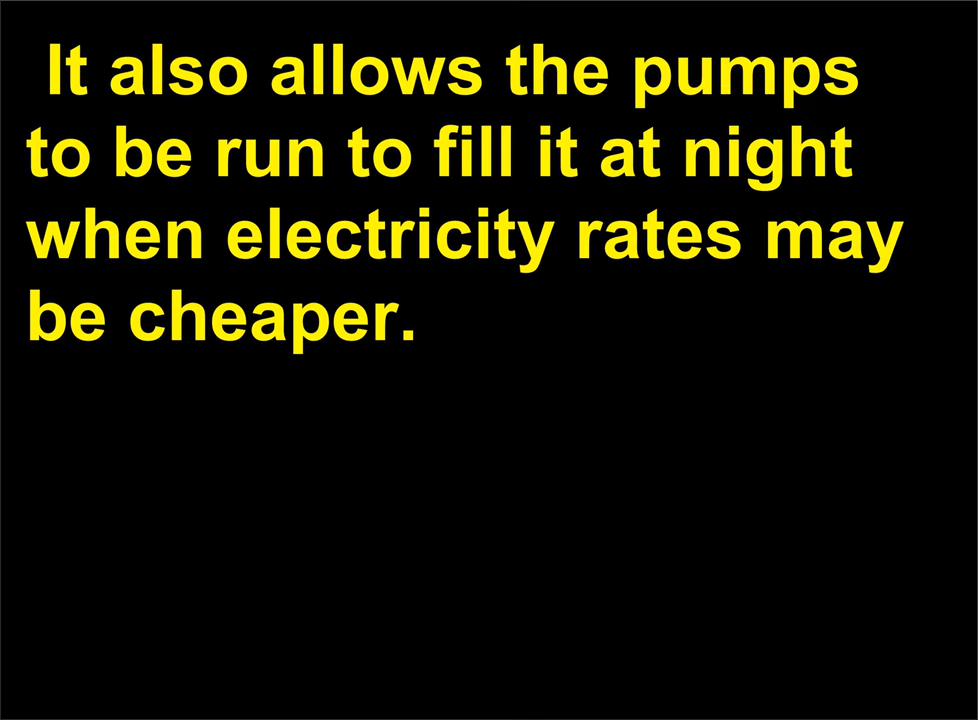 It also allows the pumps
to be run to fill it at night
when electricity rates may
be cheaper.